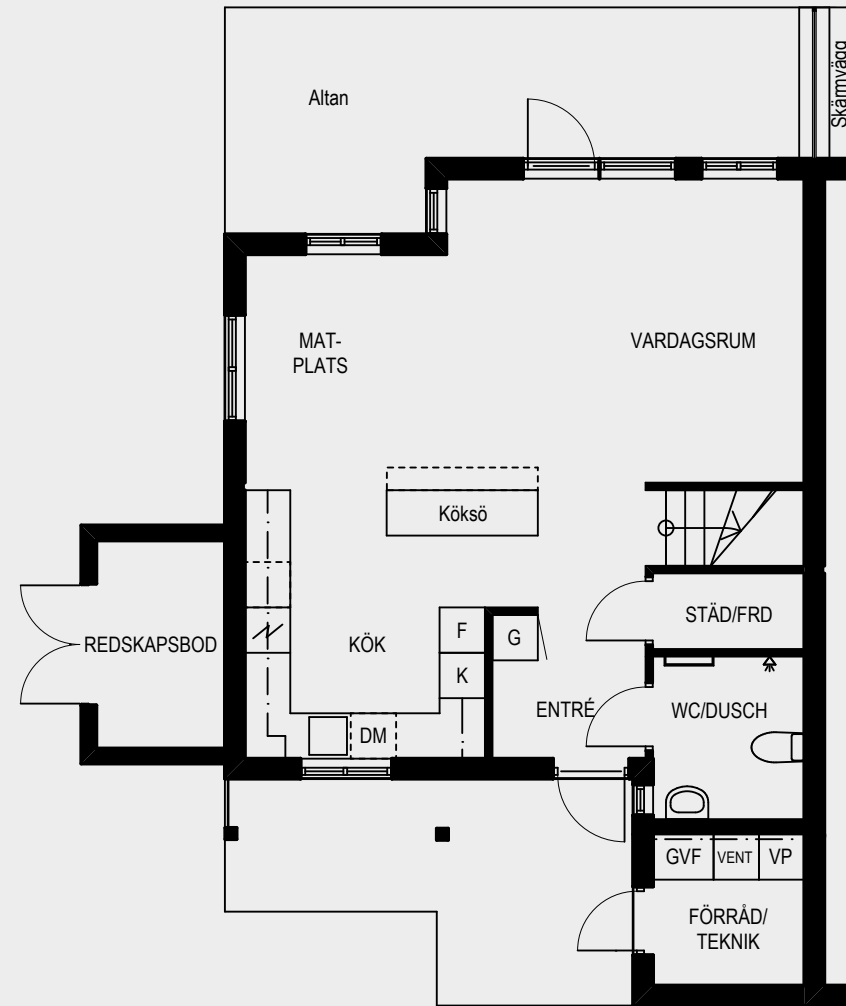 Altan
Skärmvägg
MAT-
PLATS
VARDAGSRUM
Köksö
STÄD/FRD
REDSKAPSBOD
KÖK
F
G
K
ENTRÉ
WC/DUSCH
DM
GVF
VENT
VP
FÖRRÅD/
TEKNIK